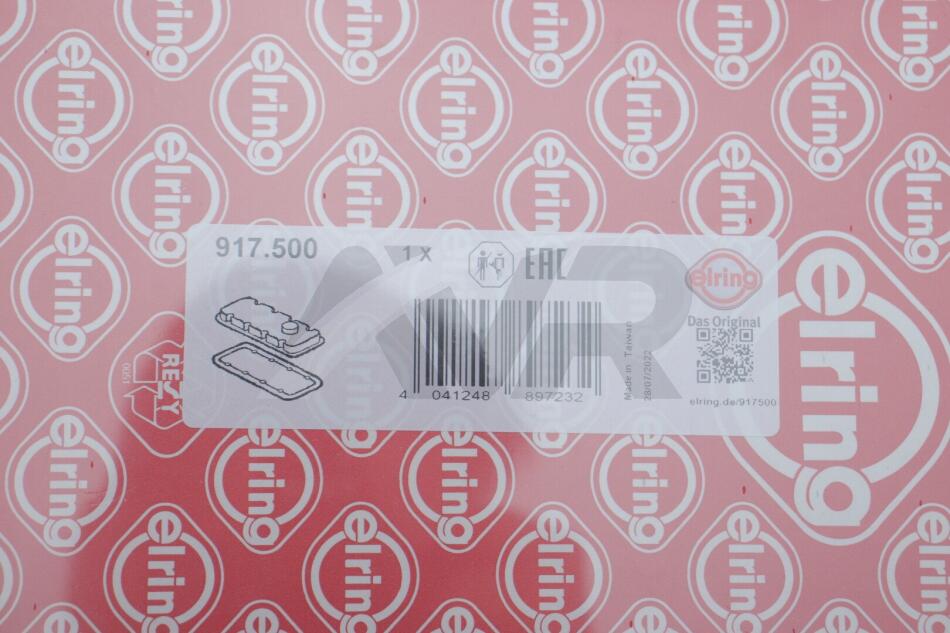 917.500
1 x
EAC
elring
Das Original
4 041248 897232
Made in Taiwan
28/07/2022
elring.de/917500
AVR
RESY
elring